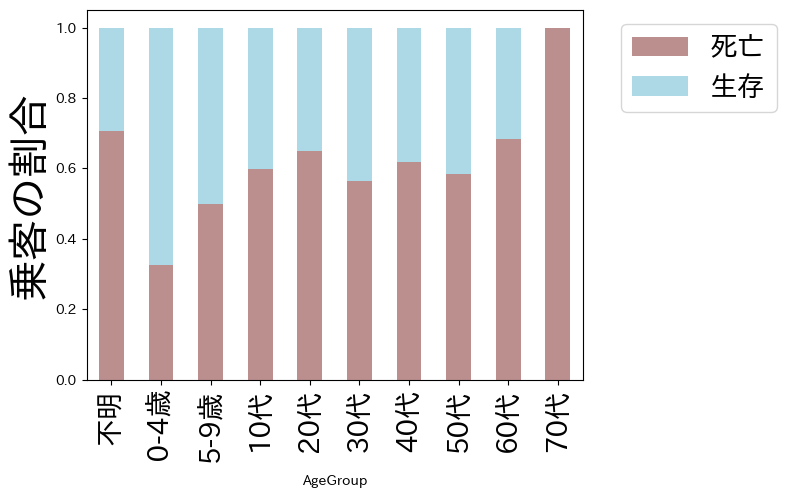 乗客の割合
1.0
0.8
0.6
0.4
0.2
0.0
不明
0-4歳
5-9歳
10代
20代
30代
40代
50代
60代
70代
AgeGroup
死亡
生存